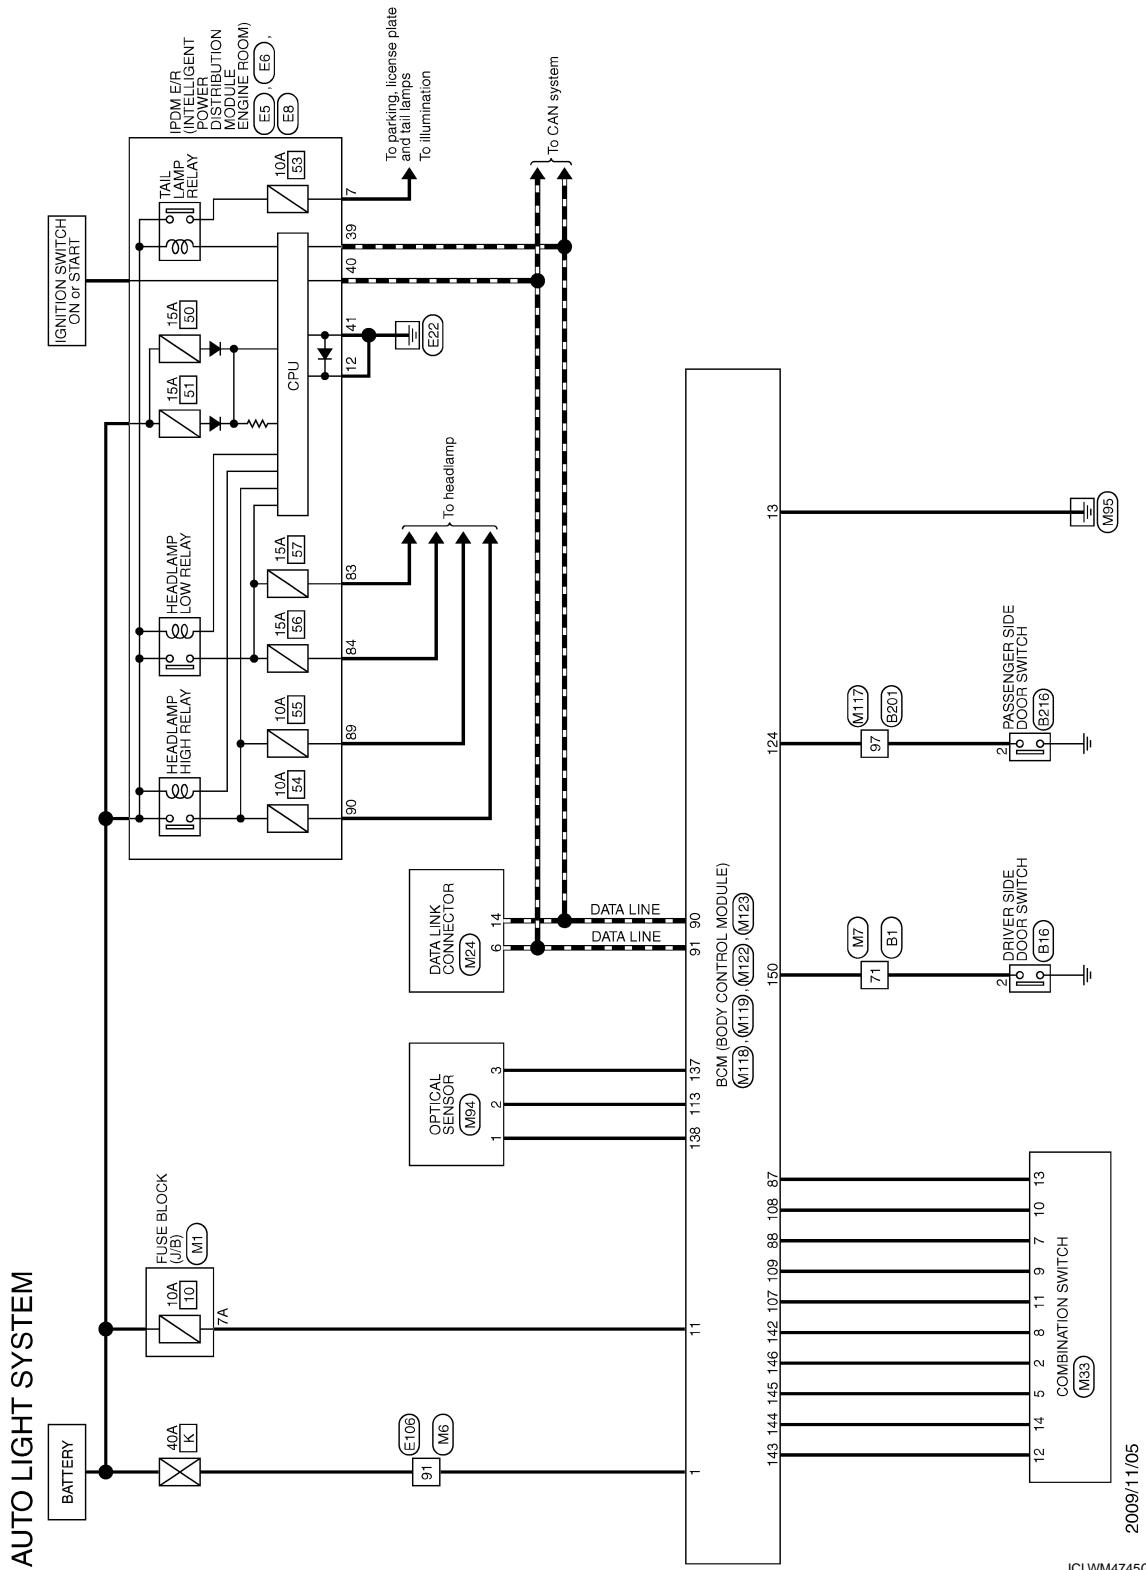 AUTO LIGHT SYSTEM
BATTERY
IGNITION SWITCH
ON or START
40A
K
FUSE BLOCK
(J/B)
M1
10A
10
7A
E106
M6
91
HEADLAMP
HIGH RELAY
HEADLAMP
LOW RELAY
15A
51
15A
50
TAIL
LAMP
RELAY
IPDM E/R
(INTELLIGENT
POWER
DISTRIBUTION
MODULE
ENGINE ROOM)
E5 , E6 ,
E8
CPU
10A
54
10A
55
15A
56
15A
57
10A
53
90
89
84
83
12
41
40
39
7
E22
To headlamp
To parking, license plate
and tail lamps
To illumination
To CAN system
OPTICAL
SENSOR
M94
1
2
3
DATA LINK
CONNECTOR
M24
6
14
DATA LINE
DATA LINE
1
11
138
113
137
91
90
BCM (BODY CONTROL MODULE)
M118 , M119 , M122 , M123
143
144
145
146
142
107
109
88
108
87
150
124
13
12
14
5
2
8
11
9
7
10
13
COMBINATION SWITCH
M33
M7
B1
71
2
DRIVER SIDE
DOOR SWITCH
B16
M117
B201
97
2
PASSENGER SIDE
DOOR SWITCH
B216
M95
2009/11/05